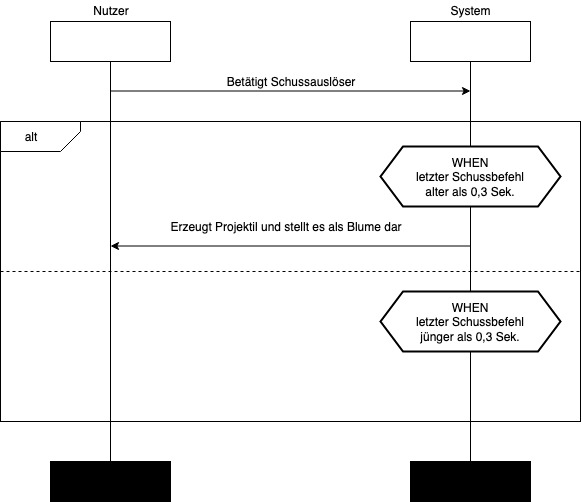 Nutzer
System
Betätigt Schussauslöser
alt
WHEN
letzter Schussbefehl
alter als 0,3 Sek.
Erzeugt Projektil und stellt es als Blume dar
WHEN
letzter Schussbefehl
jünger als 0,3 Sek.